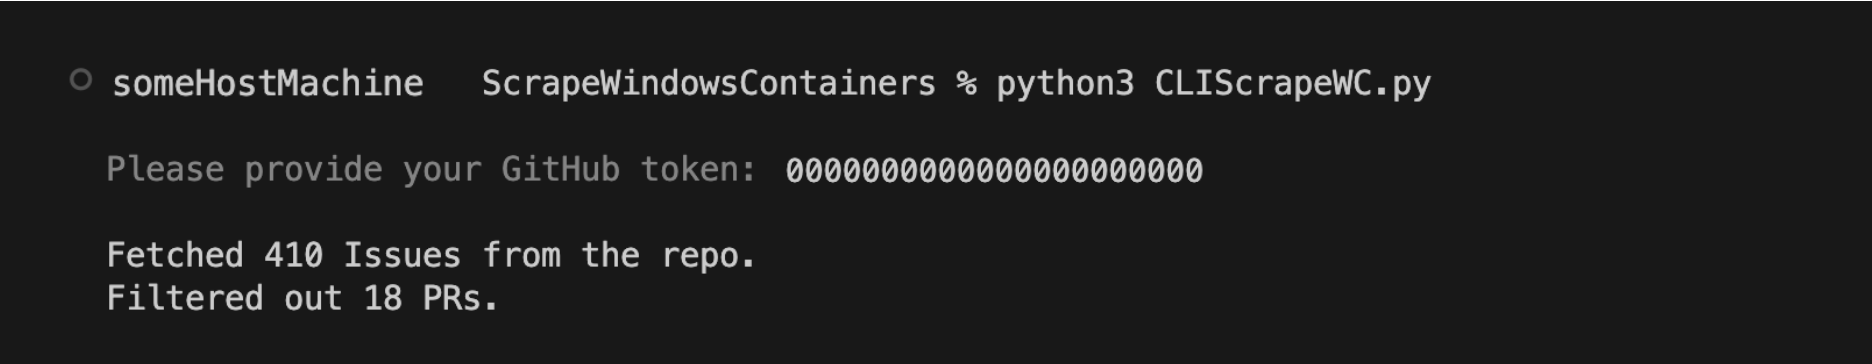 someHostMachine ScrapeWindowsContainers % python3 CLIScrapeWC.py
Please provide your GitHub token: 0000000000000000000000
Fetched 410 Issues from the repo.
Filtered out 18 PRs.